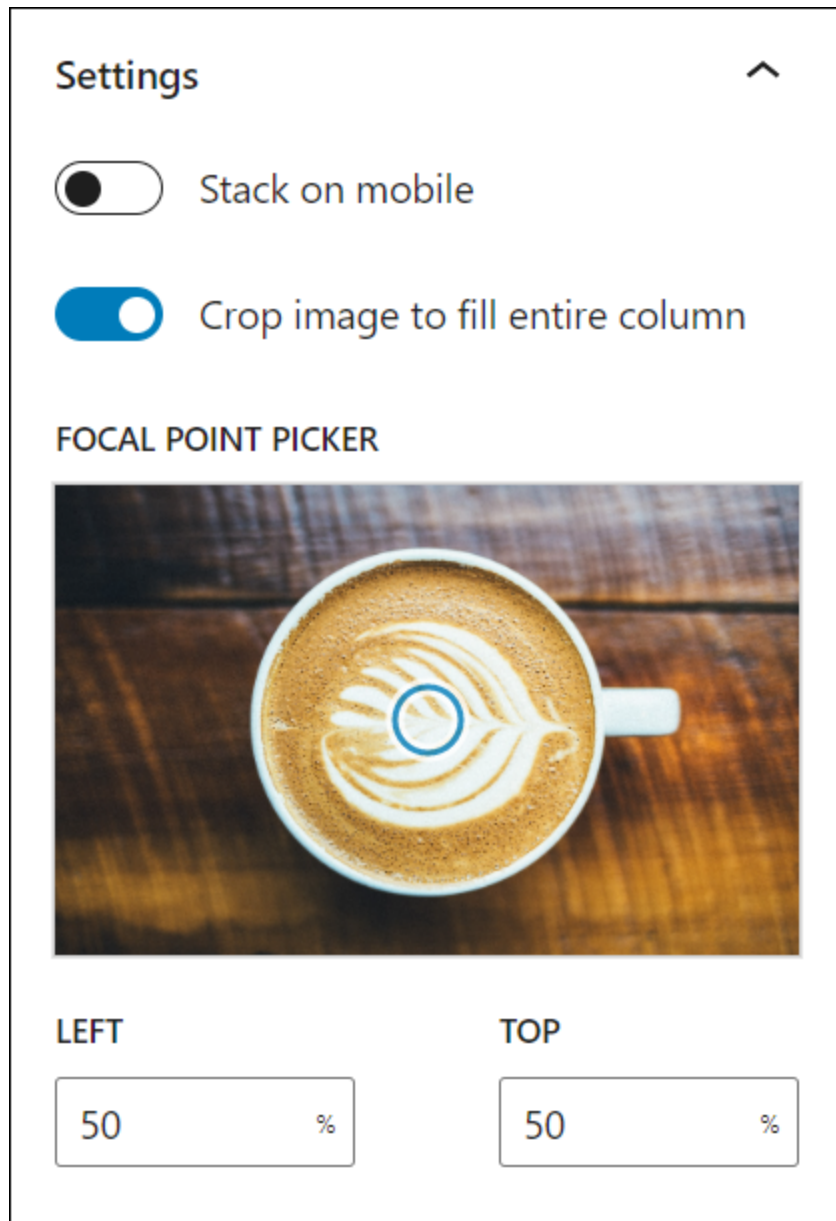 Settings
Stack on mobile
Crop image to fill entire column
FOCAL POINT PICKER
LEFT TOP
50 % 50 %